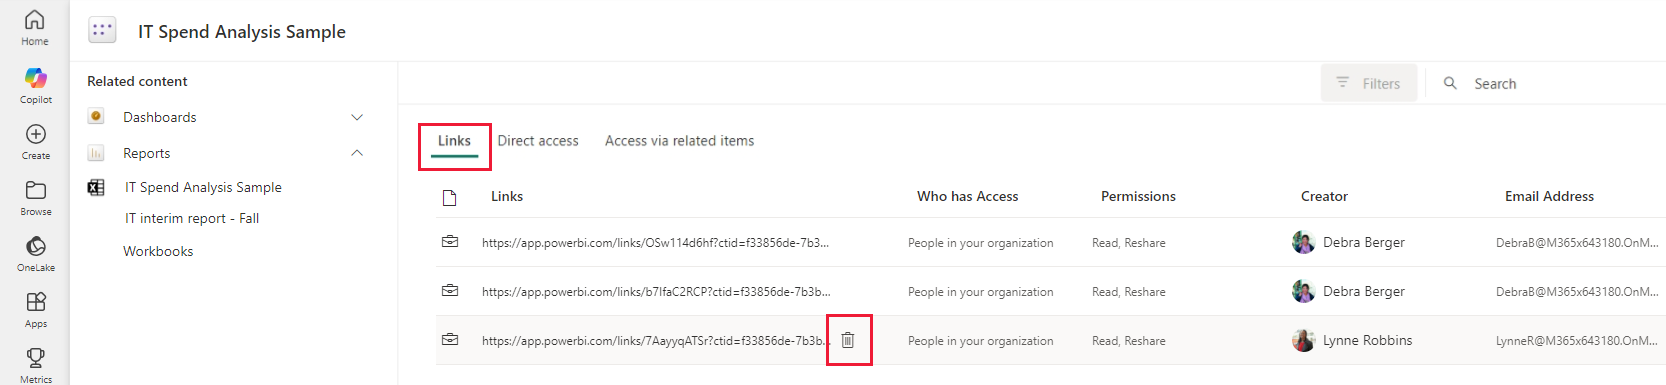 Home
Copilot
Create
Browse
OneLake
Apps
Metrics
IT Spend Analysis Sample
Related content
Dashboards
Reports
IT Spend Analysis Sample
IT interim report - Fall
Workbooks
Filters
Search
Links Direct access Access via related items
Links Who has Access Permissions Creator Email Address
https://app.powerbi.com/links/OSw114d6hf?ctid=f33856de-7b3... People in your organization Read, Reshare Debra Berger DebraB@M365x643180.OnM...
https://app.powerbi.com/links/b7IfaC2RCP?ctid=f33856de-7b3b... People in your organization Read, Reshare Debra Berger DebraB@M365x643180.OnM...
https://app.powerbi.com/links/7AayyqATSr?ctid=f33856de-7b3b... People in your organization Read, Reshare Lynne Robbins LynneR@M365x643180.OnM...